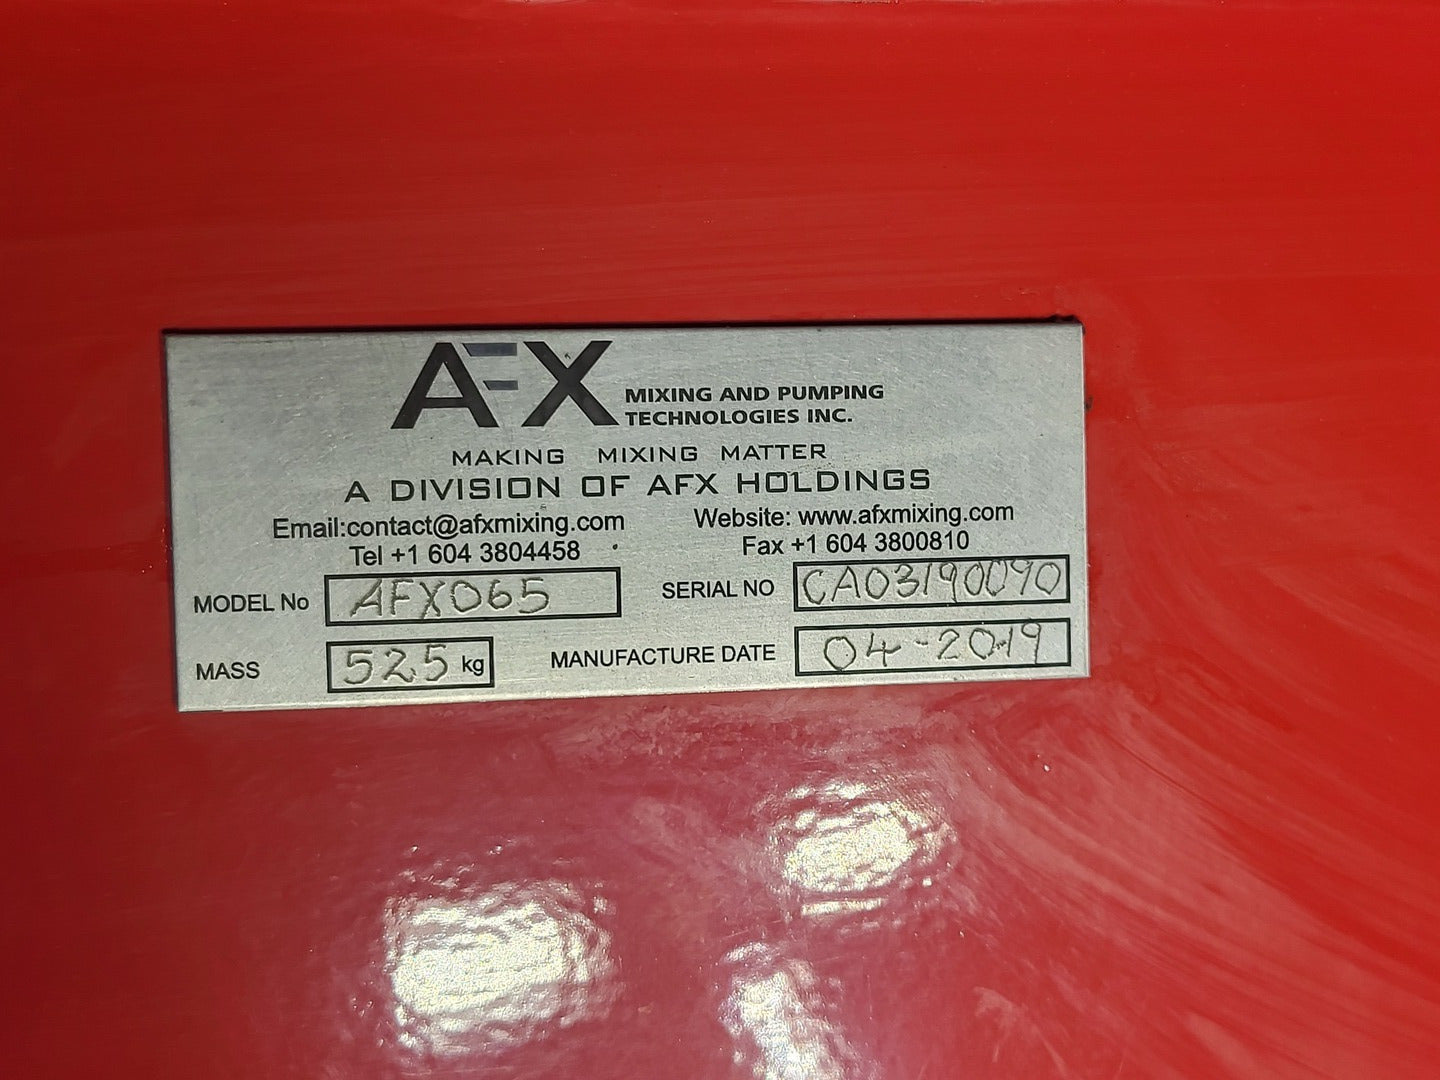 AFX MIXING AND PUMPING
TECHNOLOGIES INC.
MAKING MIXING MATTER
A DIVISION OF AFX HOLDINGS
Email:contact@afxmixing.com Website: www.afxmixing.com
Tel +1 604 3804458 Fax +1 604 3800810
MODEL No AFX065 SERIAL NO CA03190090
MASS 525 kg MANUFACTURE DATE 04-2019